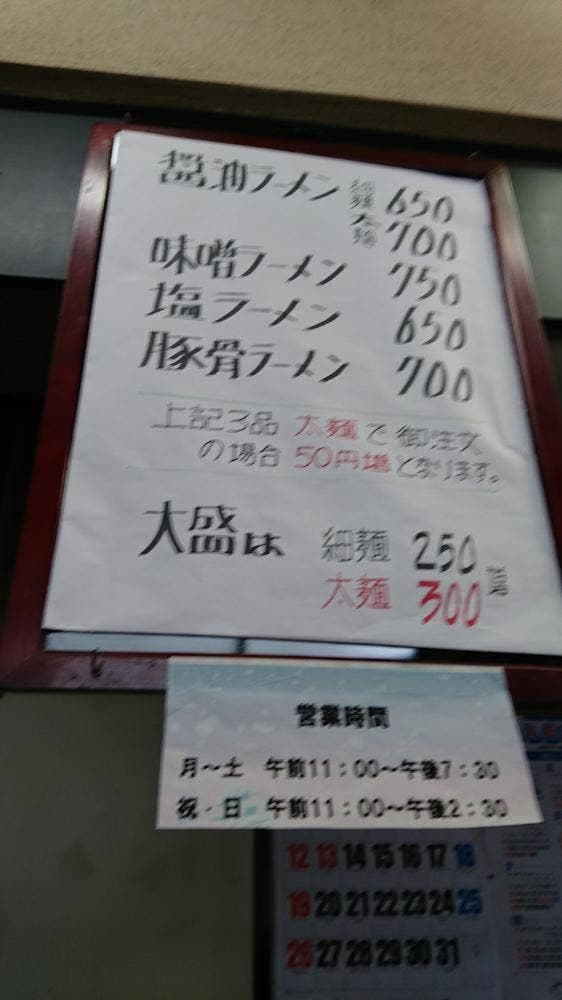 醤油ラーメン 細麺 650
太麺 700
味噌ラーメン 750
塩ラーメン 650
豚骨ラーメン 700
上記3品 太麺で御注文
の場合 50円増となります。
大盛は 細麺 250
太麺 300 円増
営業時間
月～土 午前11：00～午後7：30
祝・日 午前11：00～午後2：30
12 13 14 15 16 17 18
19 20 21 22 23 24 25
26 27 28 29 30 31